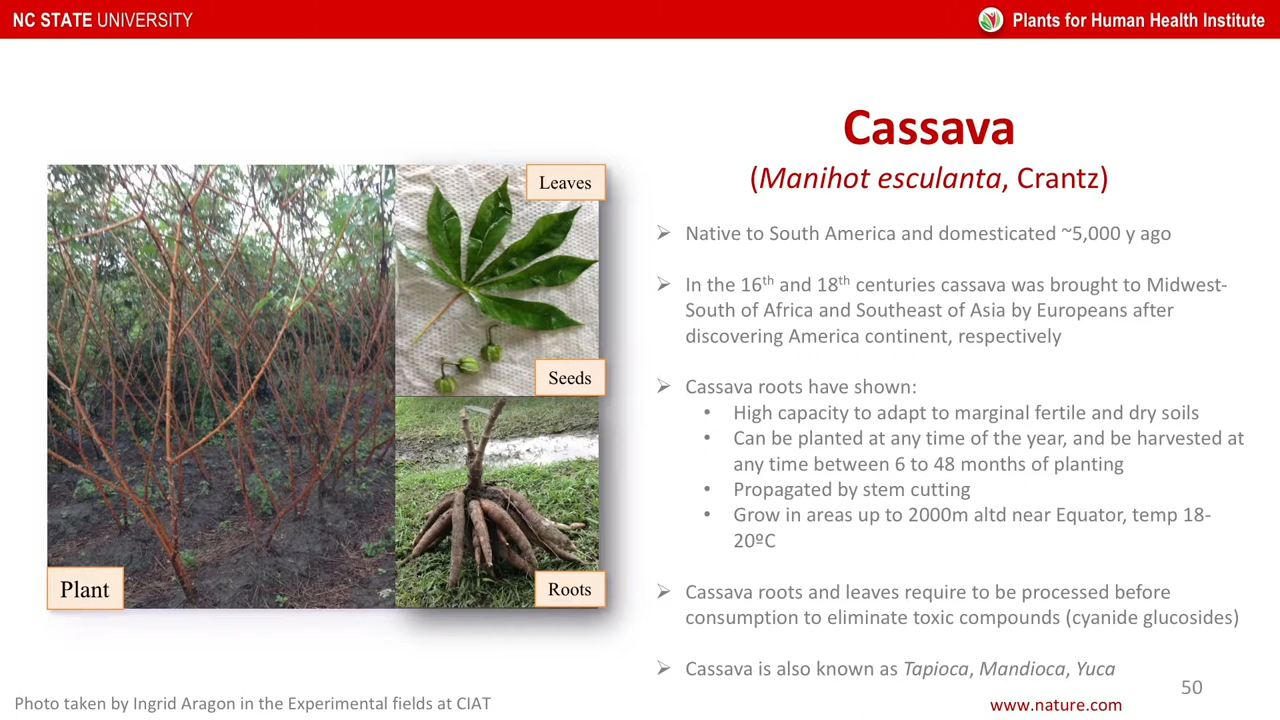 NC STATE UNIVERSITY
Plants for Human Health Institute
Cassava
(Manihot esculanta, Crantz)
Leaves
Seeds
Plant
Roots
➢ Native to South America and domesticated ~5,000 y ago
➢ In the 16th and 18th centuries cassava was brought to Midwest-
South of Africa and Southeast of Asia by Europeans after
discovering America continent, respectively
➢ Cassava roots have shown:
• High capacity to adapt to marginal fertile and dry soils
• Can be planted at any time of the year, and be harvested at
any time between 6 to 48 months of planting
• Propagated by stem cutting
• Grow in areas up to 2000m altd near Equator, temp 18-
20ºC
➢ Cassava roots and leaves require to be processed before
consumption to eliminate toxic compounds (cyanide glucosides)
➢ Cassava is also known as Tapioca, Mandioca, Yuca
50
Photo taken by Ingrid Aragon in the Experimental fields at CIAT
www.nature.com